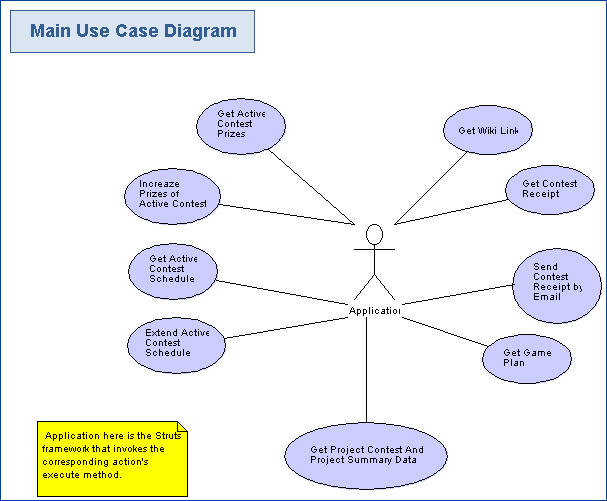 Main Use Case Diagram
Get Active
Contest
Prizes
Get Wiki Link
Increaze
Prizes of
Active Contest
Get Contest
Receipt
Get Active
Contest
Schedule
Send
Contest
Receipt by
Email
Application
Extend Active
Contest
Schedule
Get Game
Plan
Get Project Contest And
Project Summary Data
Application here is the Struts
framework that invokes the
corresponding action's
execute method.